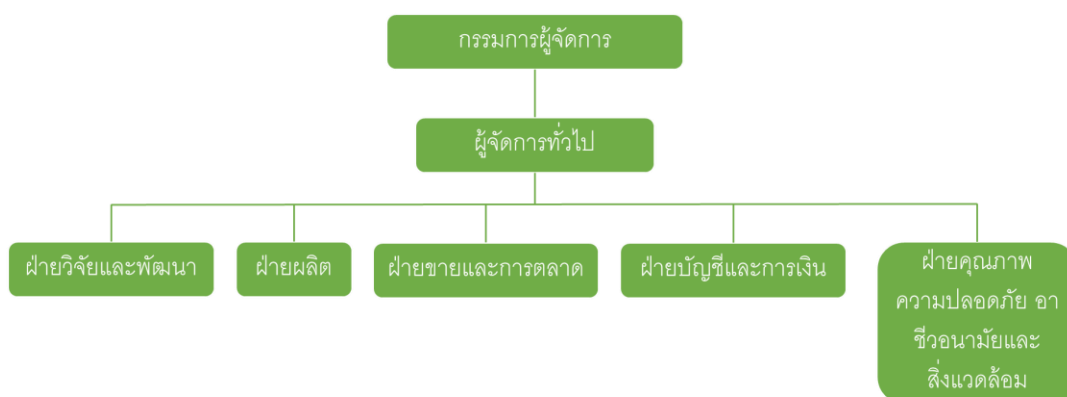 กรรมการผู้จัดการ
ผู้จัดการทั่วไป
ฝ่ายวิจัยและพัฒนา
ฝ่ายผลิต
ฝ่ายขายและการตลาด
ฝ่ายบัญชีและการเงิน
ฝ่ายคุณภาพ
ความปลอดภัย อา
ชีวอนามัยและ
สิ่งแวดล้อม